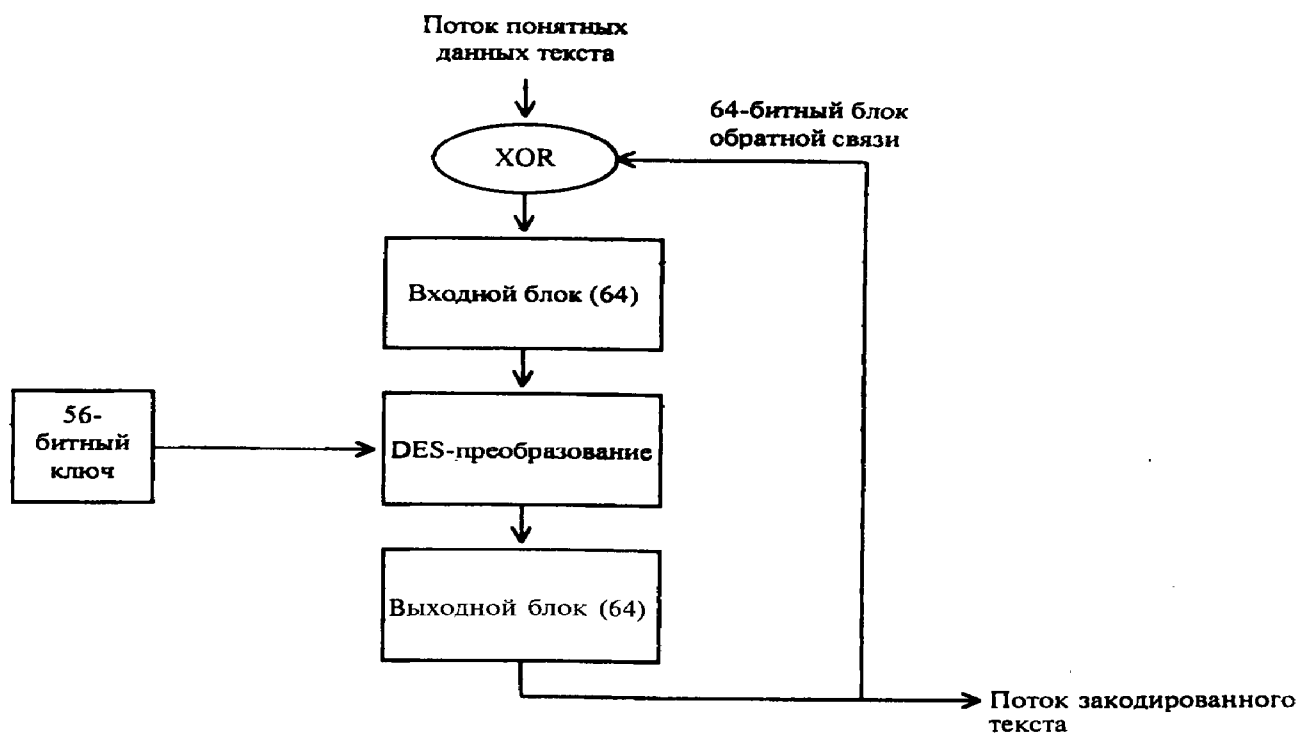 Поток понятных
данных текста
64-битный блок
обратной связи
XOR
Входной блок (64)
56-
битный
ключ
DES-преобразование
Выходной блок (64)
Поток закодированного
текста